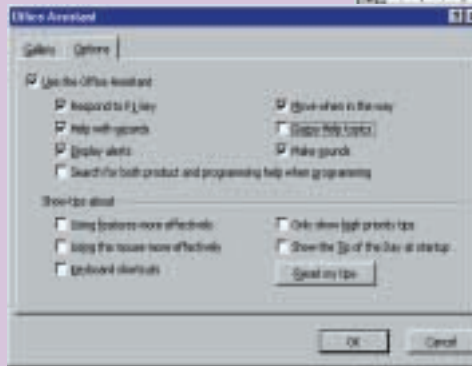 Office Assistant
Gallery Options
Use the Office Assistant
Respond to F1 key
Move when in the way
Help with wizards
Guess Help topics
Display alerts
Make sounds
Search for both product and programming help when programming
Show tips about
Using features more effectively
Only show high priority tips
Using the mouse more effectively
Show the Tip of the Day at startup
Keyboard shortcuts
Reset my tips
OK Cancel